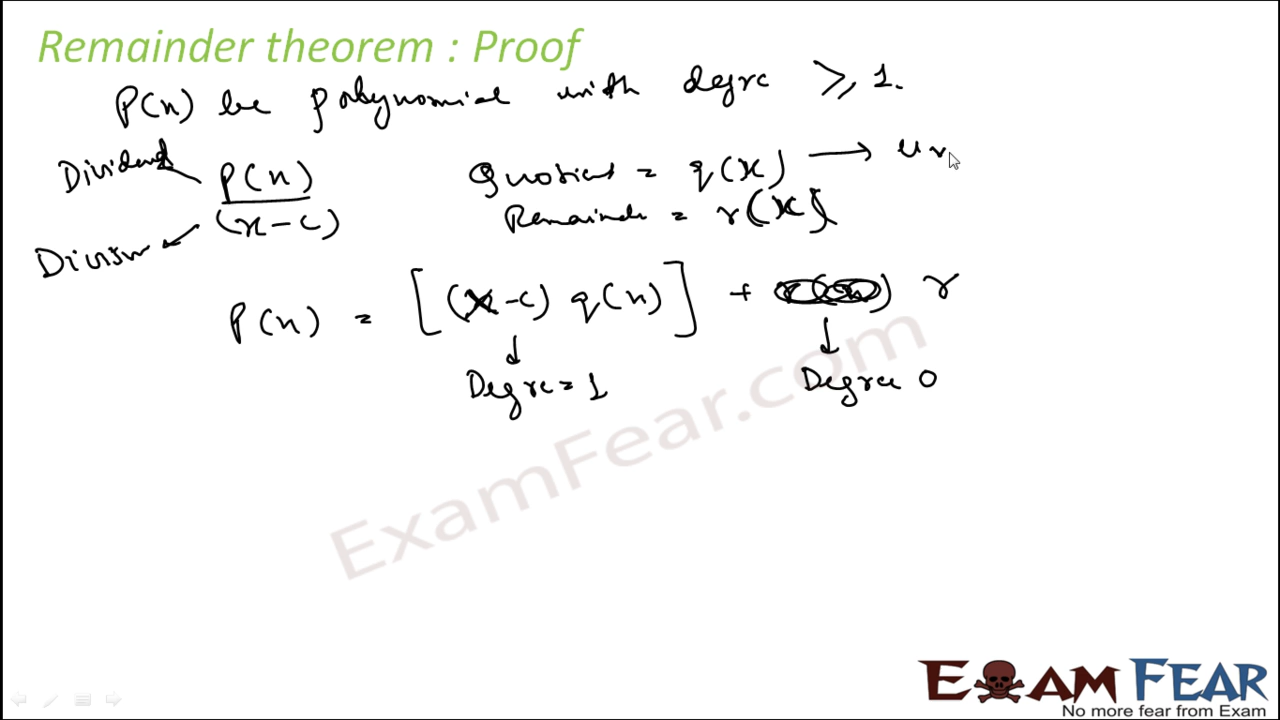 Remainder theorem : Proof
P(x) be polynomial with degree ≥ 1.
Dividend P(x) / (x-c)
Divisor
Quotient = q(x) →
Remainder = r(x)
P(x) = [(x-c) q(x)] + r
Degree = 1
Degree 0
ExamFear.com
EXAM FEAR
No more fear from Exam